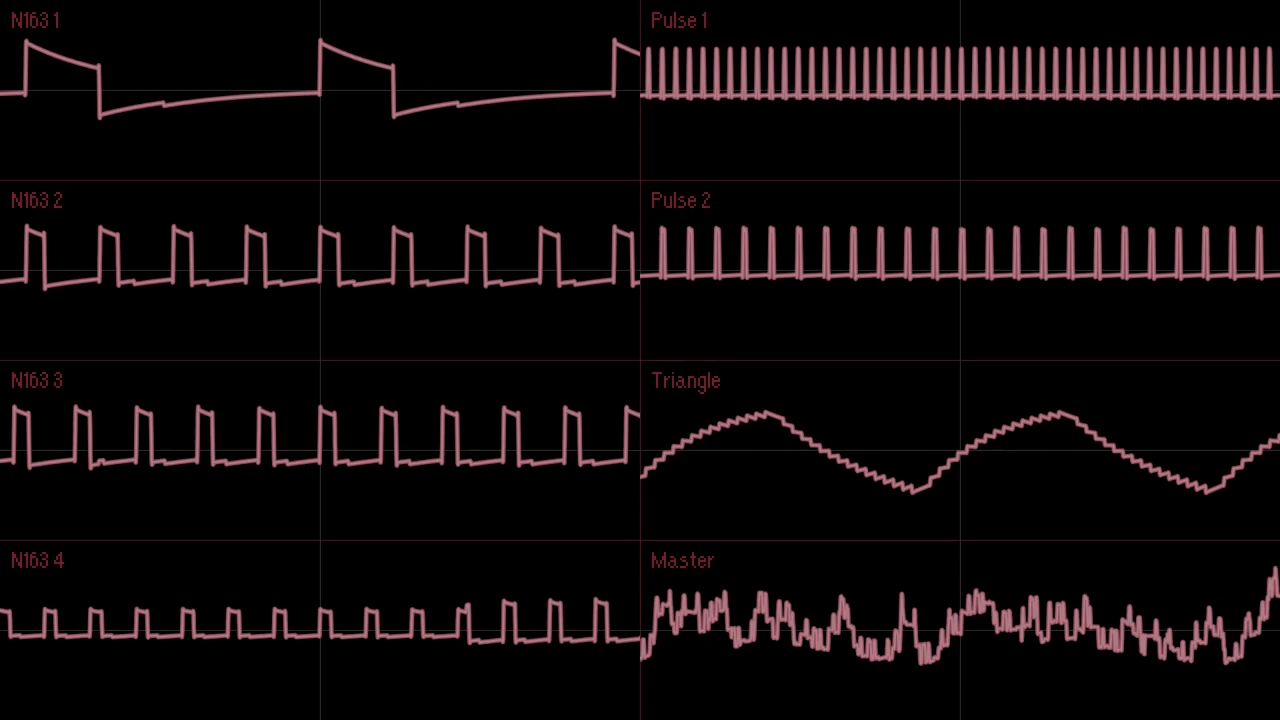 N163 1
Pulse 1
N163 2
Pulse 2
N163 3
Triangle
N163 4
Master